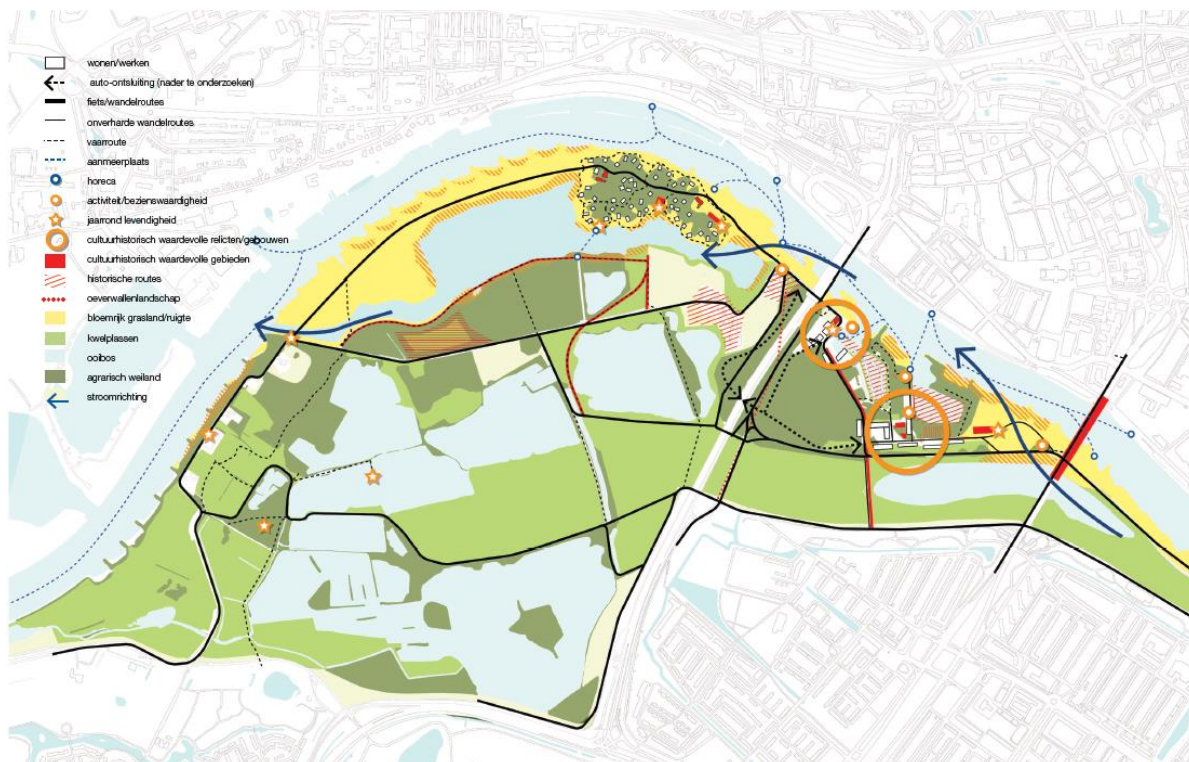 wonen/werken
auto-ontsluiting (nader te onderzoeken)
fiets/wandelroutes
onverharde wandelroutes
vaarroute
aanmeerplaats
horeca
activiteit/bezienswaardigheid
jaarrond levendigheid
cultuurhistorisch waardevolle relicten/gebouwen
cultuurhistorisch waardevolle gebieden
historische routes
oeverwallenlandschap
bloemrijk grasland/ruigte
kwelplassen
ooibos
agrarisch weiland
stroomrichting